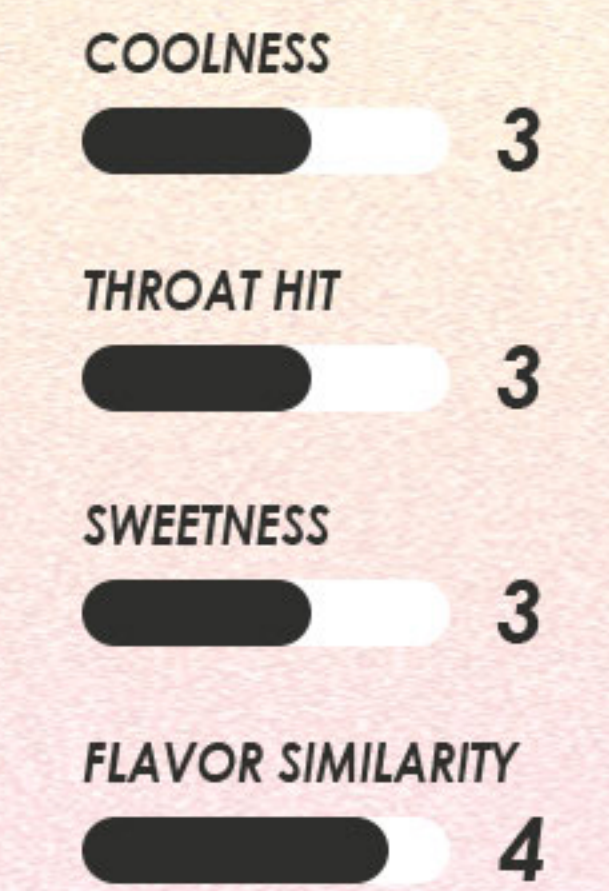 COOLNESS
3
THROAT HIT
3
SWEETNESS
3
FLAVOR SIMILARITY
4